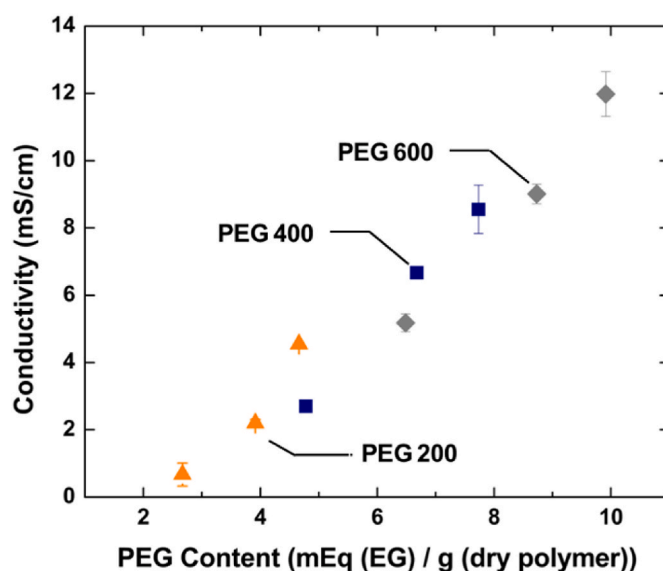 14
12
10
8
6
4
2
0
Conductivity (mS/cm)
PEG 600
PEG 400
PEG 200
2 4 6 8 10
PEG Content (mEq (EG) / g (dry polymer))